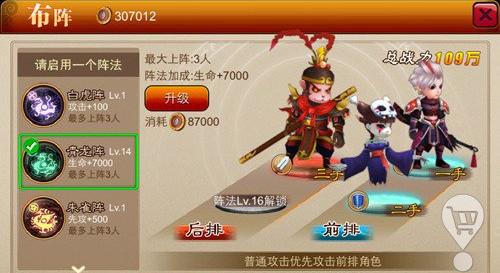 布阵
307012
请启用一个阵法
白虎阵 Lv.1
攻击+100
最多上阵3人
青龙阵 Lv.14
生命+7000
最多上阵3人
朱雀阵 Lv.1
先攻+500
最多上阵3人
最大上阵:3人
阵法加成:生命+7000
升级
消耗 87000
总战力109万
三手
二手
一手
阵法Lv.16解锁
后排
前排
普通攻击优先攻击前排角色